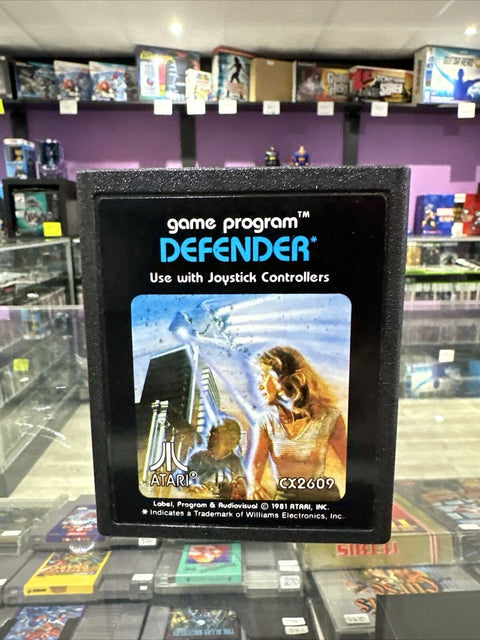 game program™
DEFENDER*
Use with Joystick Controllers
ATARI®
CX2609
Label, Program & Audiovisual © 1981 ATARI, INC.
* Indicates a Trademark of Williams Electronics, Inc.